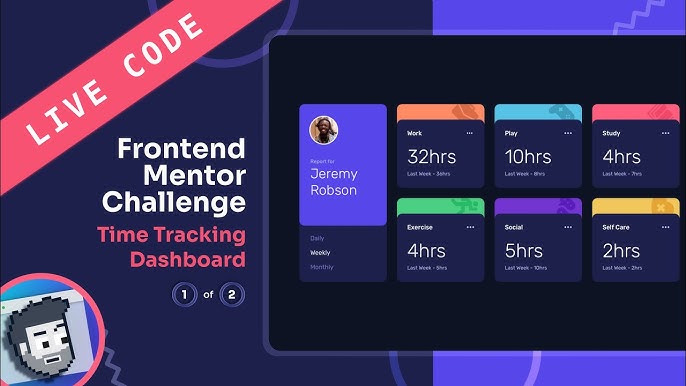 LIVE CODE
Frontend
Mentor
Challenge
Time Tracking
Dashboard
1 of 2
Report for
Jeremy
Robson
Daily
Weekly
Monthly
Work
32hrs
Last Week - 36hrs
Play
10hrs
Last Week - 8hrs
Study
4hrs
Last Week - 7hrs
Exercise
4hrs
Last Week - 5hrs
Social
5hrs
Last Week - 10hrs
Self Care
2hrs
Last Week - 2hrs